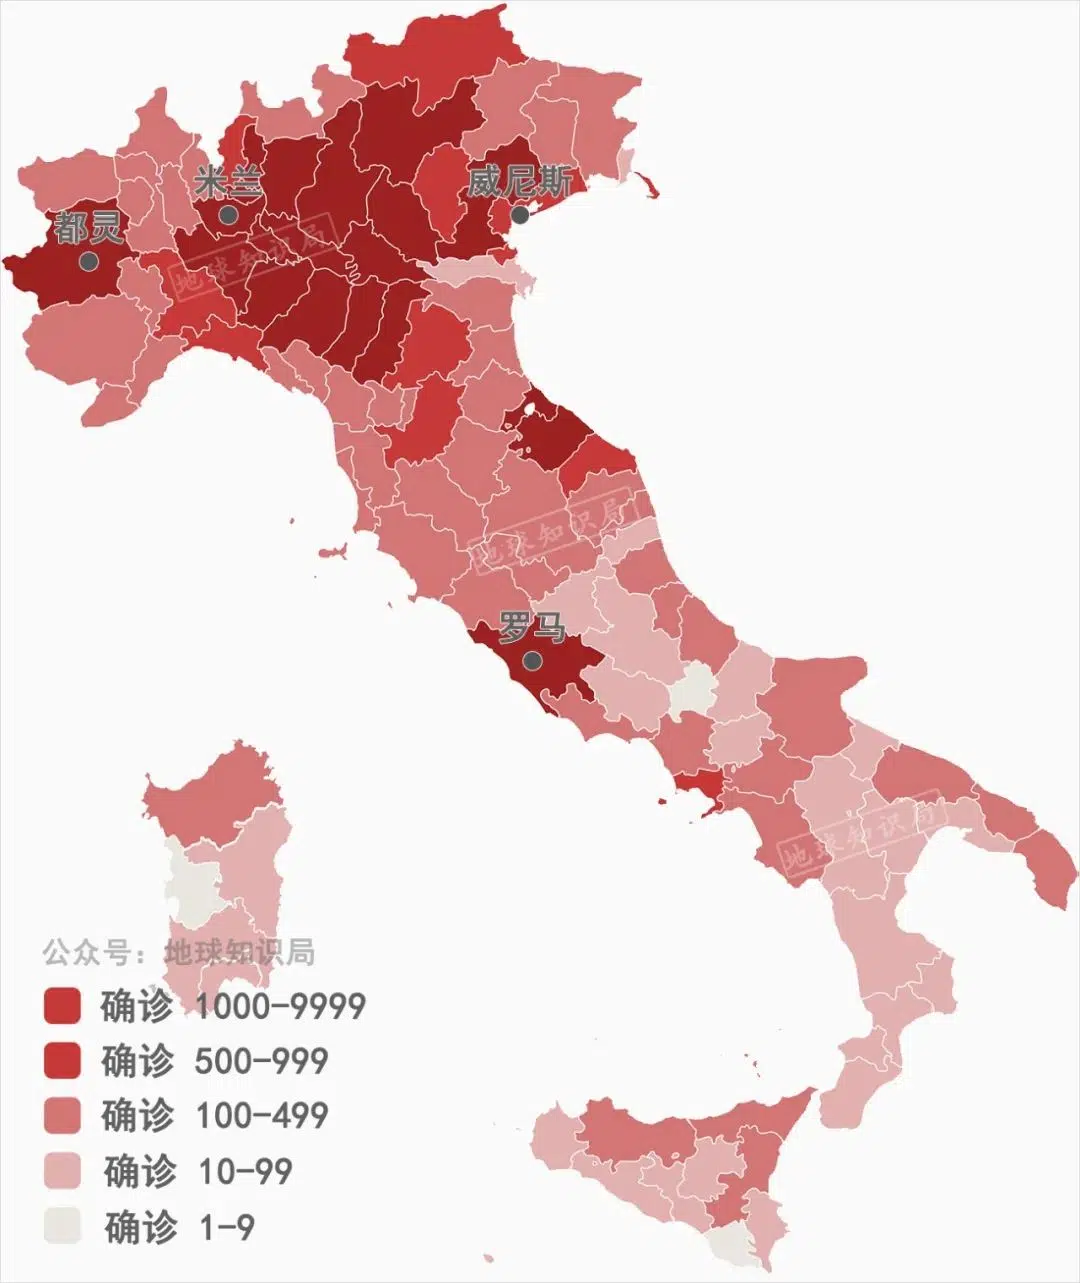 米兰
威尼斯
都灵
地球知识局
地球知识局
罗马
地球知识局
公众号：地球知识局
确诊 1000-9999
确诊 500-999
确诊 100-499
确诊 10-99
确诊 1-9